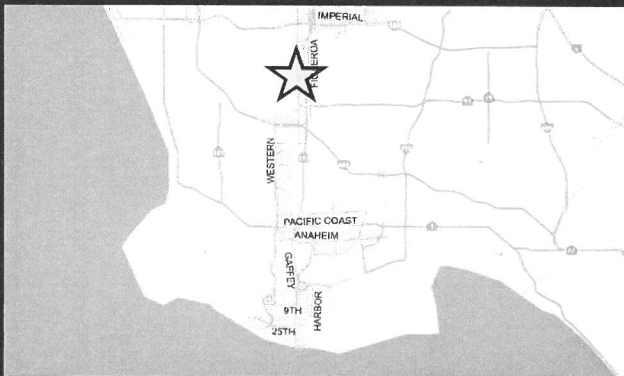 IMPERIAL
FIGUEROA
WESTERN
PACIFIC COAST
ANAHEIM
GAFFEY
HARBOR
9TH
25TH